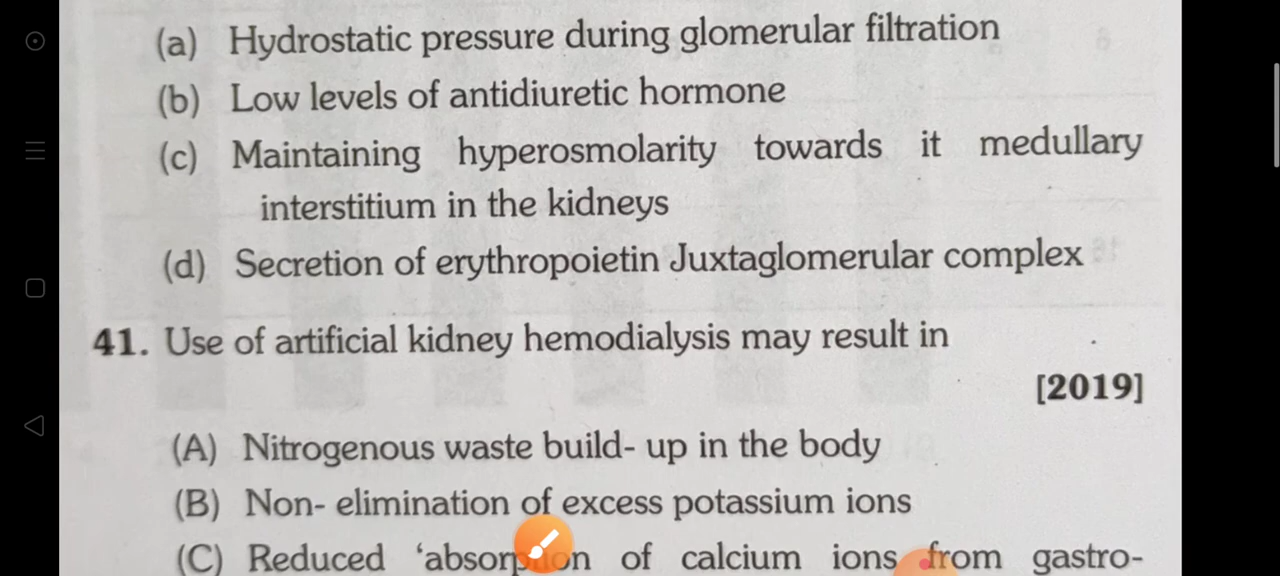 (a) Hydrostatic pressure during glomerular filtration
(b) Low levels of antidiuretic hormone
(c) Maintaining hyperosmolarity towards it medullary
interstitium in the kidneys
(d) Secretion of erythropoietin Juxtaglomerular complex
41. Use of artificial kidney hemodialysis may result in
[2019]
(A) Nitrogenous waste build- up in the body
(B) Non- elimination of excess potassium ions
(C) Reduced ‘absorption of calcium ions from gastro-